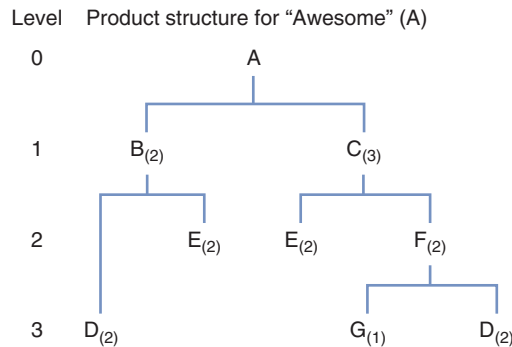 Level Product structure for “Awesome” (A)
0 A
1 B(2) C(3)
2 E(2) E(2) F(2)
3 D(2) G(1) D(2)